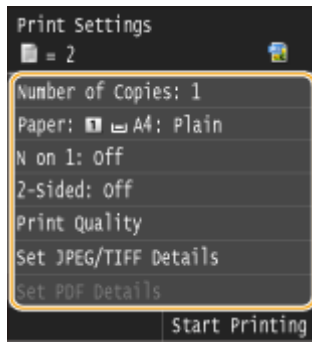 Print Settings
= 2
Number of Copies: 1
Paper: 1 A4: Plain
N on 1: Off
2-Sided: Off
Print Quality
Set JPEG/TIFF Details
Set PDF Details
Start Printing